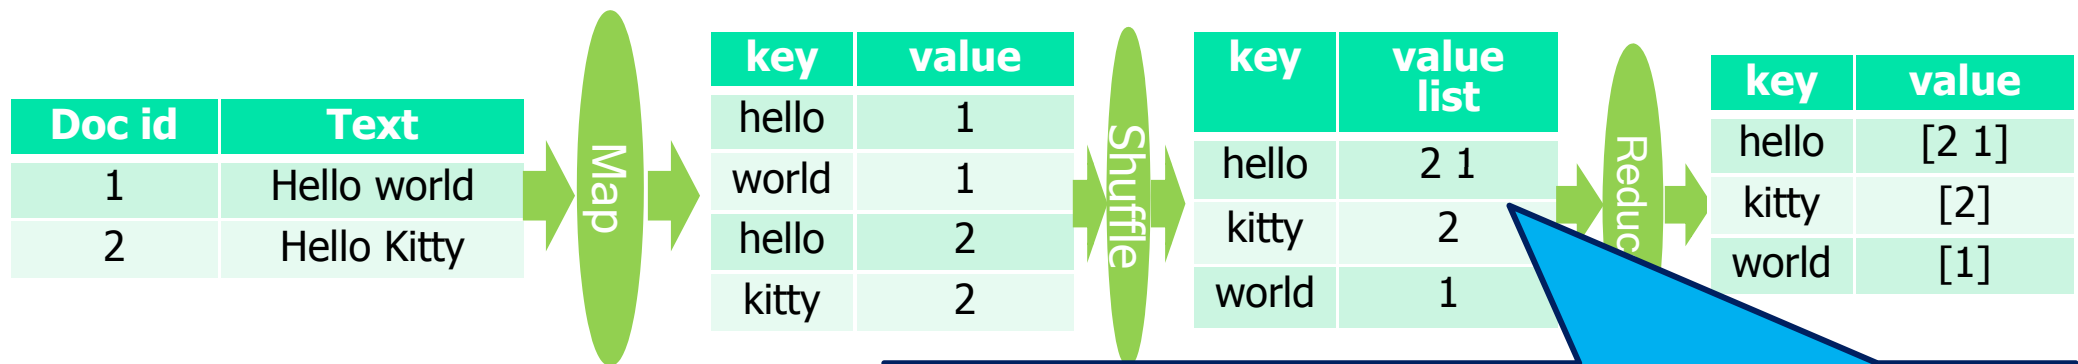 Doc id Text
1 Hello world
2 Hello Kitty
Map
key value
hello 1
world 1
hello 2
kitty 2
Shuffle
key value
list
hello 2 1
kitty 2
world 1
Reduc
key value
hello [2 1]
kitty [2]
world [1]